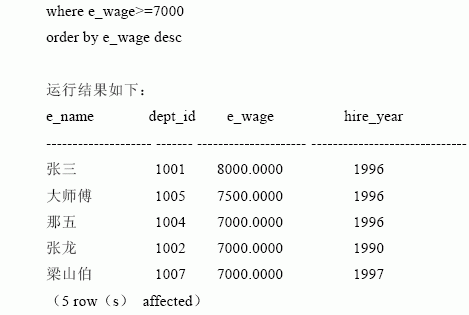 where e_wage>=7000
order by e_wage desc
运行结果如下：
e_name dept_id e_wage hire_year
-------------------- ------- --------------------- ------------------------------
张三 1001 8000.0000 1996
大师傅 1005 7500.0000 1996
那五 1004 7000.0000 1996
张龙 1002 7000.0000 1990
梁山伯 1007 7000.0000 1997
（5 row（s） affected）